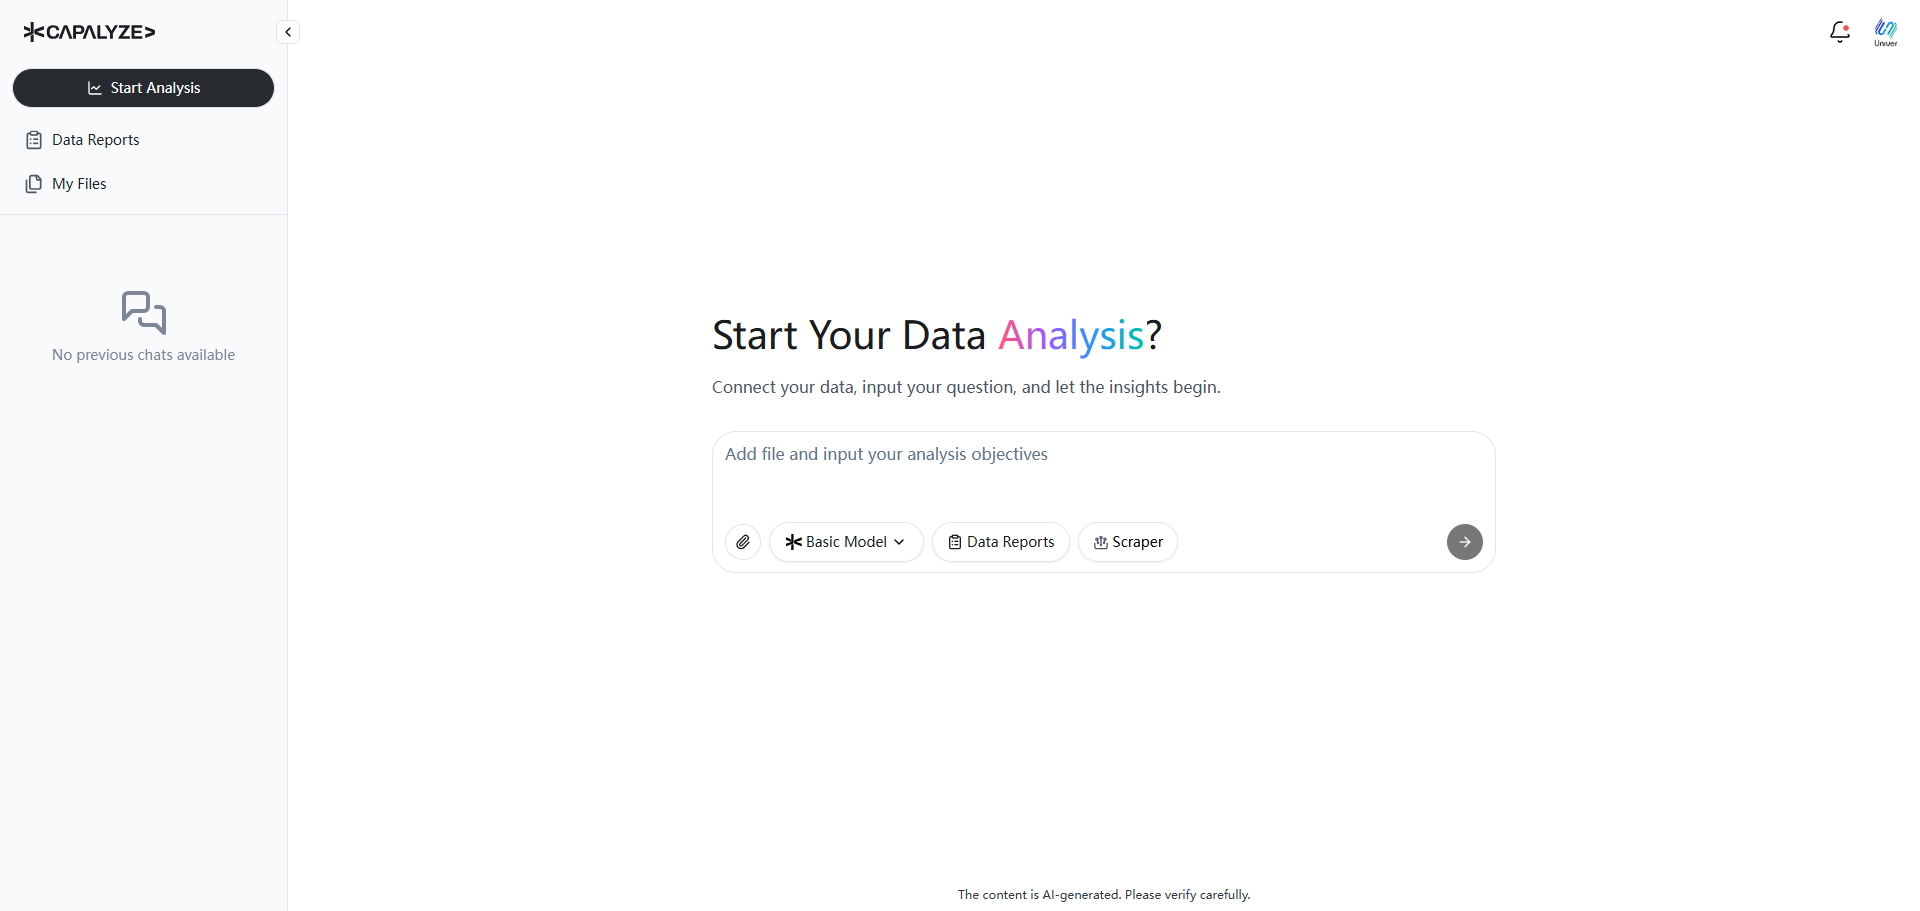 CAPALYZE
Start Analysis
Data Reports
My Files
No previous chats available
Univer
Start Your Data Analysis?
Connect your data, input your question, and let the insights begin.
Add file and input your analysis objectives
Basic Model
Data Reports
Scraper
The content is AI-generated. Please verify carefully.